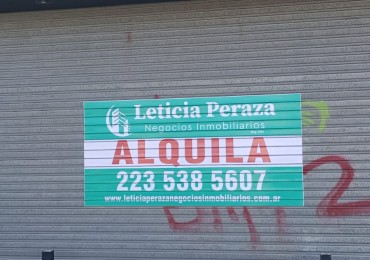 Leticia Peraza
Negocios Inmobiliarios
ALQUILA
223 538 5607
www.leticiaperazanegociosinmobiliarios.com.ar